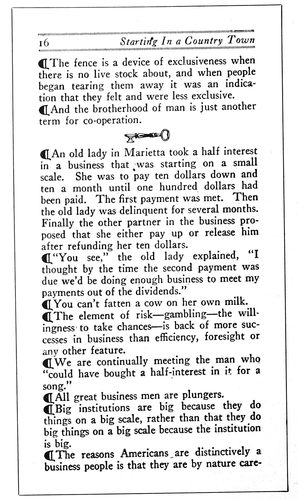 16 Starting In a Country Town
¶The fence is a device of exclusiveness when
there is no live stock about, and when people
began tearing them away it was an indica-
tion that they felt and were less exclusive.
¶And the brotherhood of man is just another
term for co-operation.
¶An old lady in Marietta took a half interest
in a business that was starting on a small
scale. She was to pay ten dollars down and
ten a month until one hundred dollars had
been paid. The first payment was met. Then
the old lady was delinquent for several months.
Finally the other partner in the business pro-
posed that she either pay up or release him
after refunding her ten dollars.
¶"You see," the old lady explained, "I
thought by the time the second payment was
due we'd be doing enough business to meet my
payments out of the dividends."
¶You can't fatten a cow on her own milk.
¶The element of risk—gambling—the will-
ingness to take chances—is back of more suc-
cesses in business than efficiency, foresight or
any other feature.
¶We are continually meeting the man who
"could have bought a half-interest in it for a
song."
¶All great business men are plungers.
¶Big institutions are big because they do
things on a big scale, rather than that they do
big things on a big scale because the institution
is big.
¶The reasons Americans are distinctively a
business people is that they are by nature care-